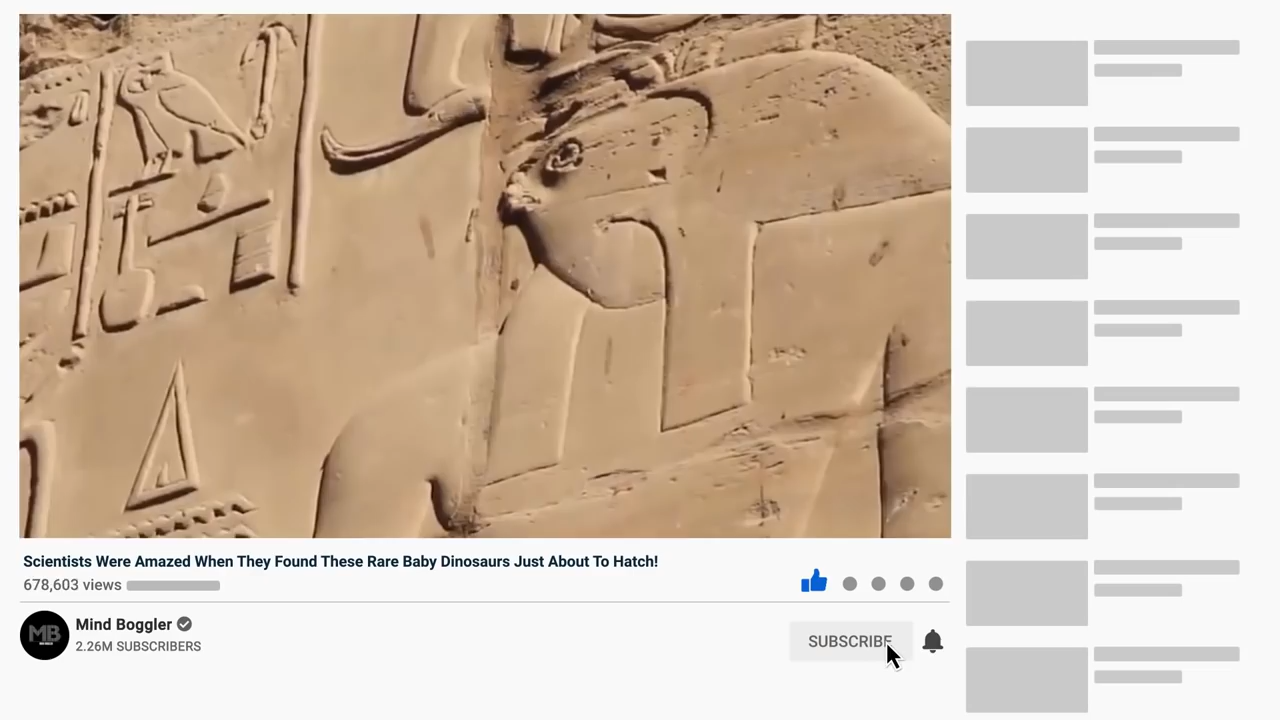 Scientists Were Amazed When They Found These Rare Baby Dinosaurs Just About To Hatch!
678,603 views
MB
Mind Boggler
2.26M SUBSCRIBERS
SUBSCRIBE